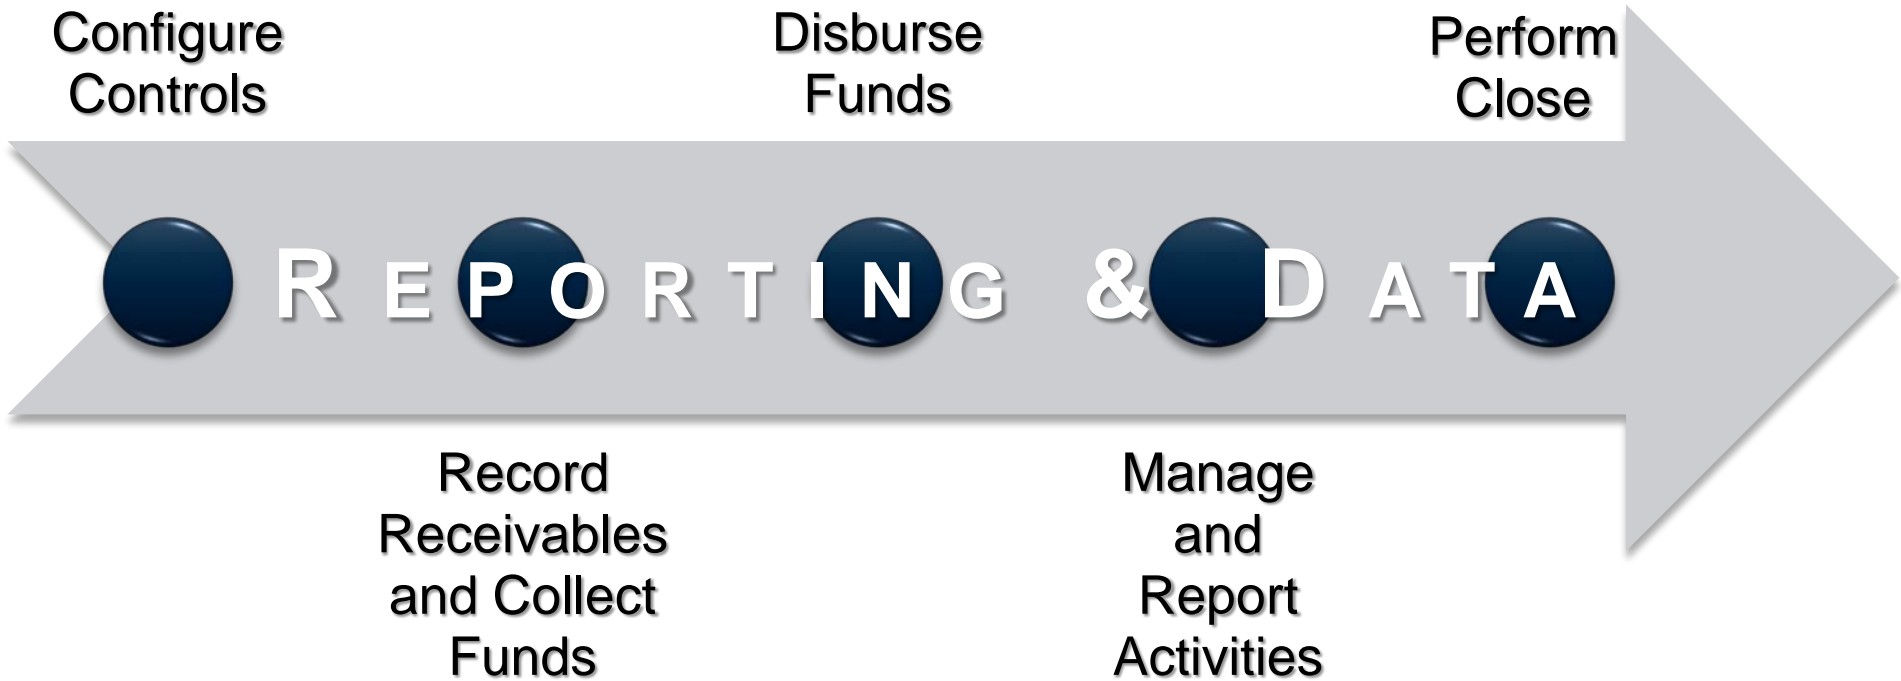 Configure
Controls
Disburse
Funds
Perform
Close
REPORTING & DATA
Record
Receivables
and Collect
Funds
Manage
and
Report
Activities